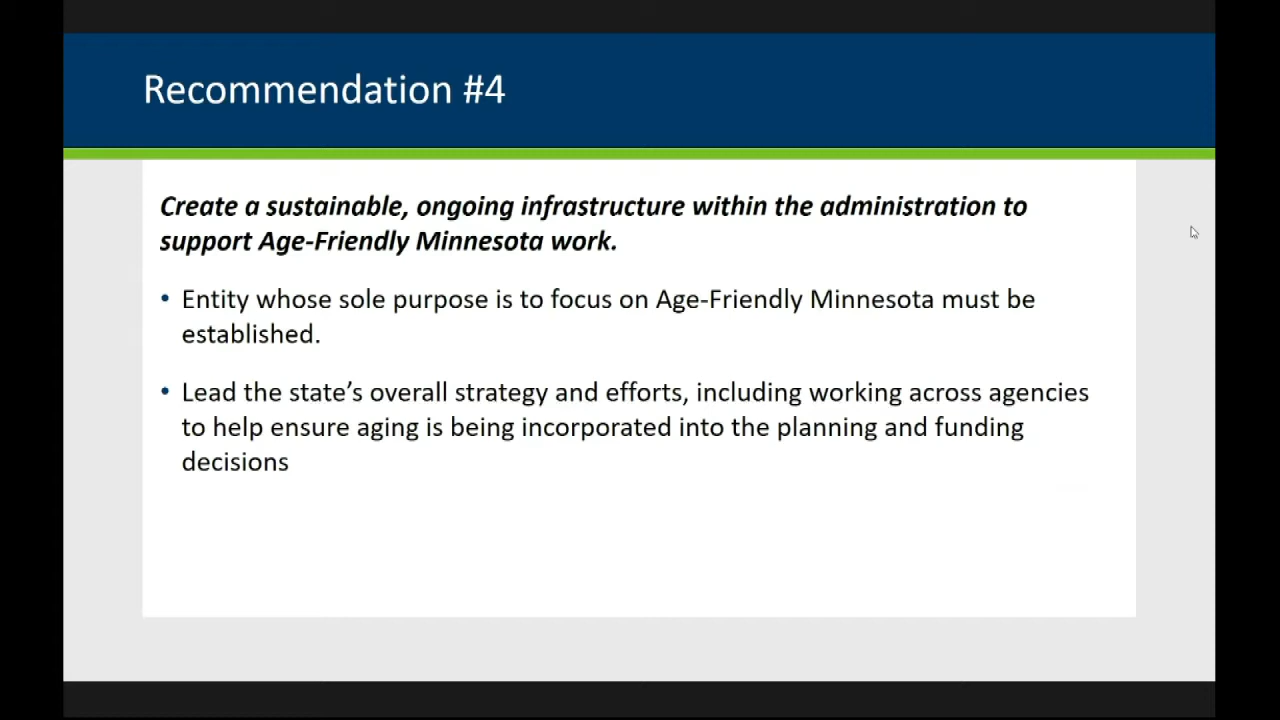 Recommendation #4
Create a sustainable, ongoing infrastructure within the administration to
support Age-Friendly Minnesota work.
• Entity whose sole purpose is to focus on Age-Friendly Minnesota must be
established.
• Lead the state’s overall strategy and efforts, including working across agencies
to help ensure aging is being incorporated into the planning and funding
decisions